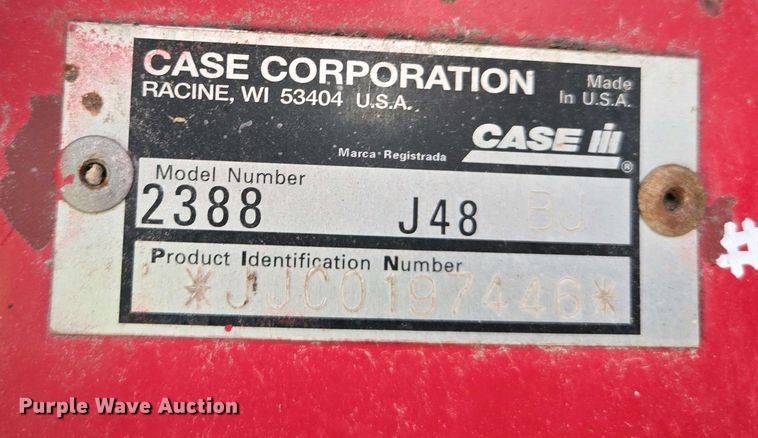 CASE CORPORATION
RACINE, WI 53404 U.S.A.
Made
In U.S.A.
CASE IH
®
Marca Registrada
Model Number
2388 J48 BJ
Product Identification Number
*JJC0197446*
#
Purple Wave Auction